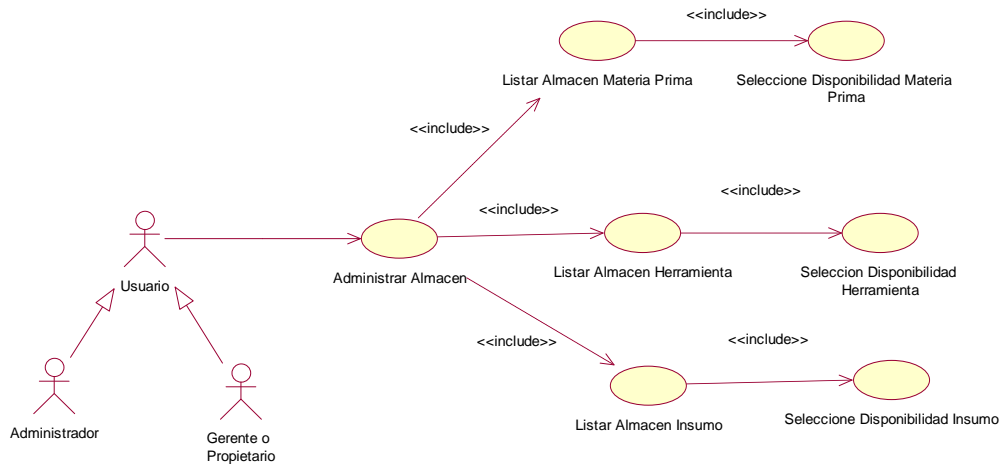 <<include>>
Listar Almacen Materia Prima
Seleccione Disponibilidad Materia
Prima
<<include>>
<<include>>
<<include>>
Usuario
Administrar Almacen
Listar Almacen Herramienta
Seleccion Disponibilidad
Herramienta
<<include>>
<<include>>
Administrador
Gerente o
Propietario
Listar Almacen Insumo
Seleccione Disponibilidad Insumo